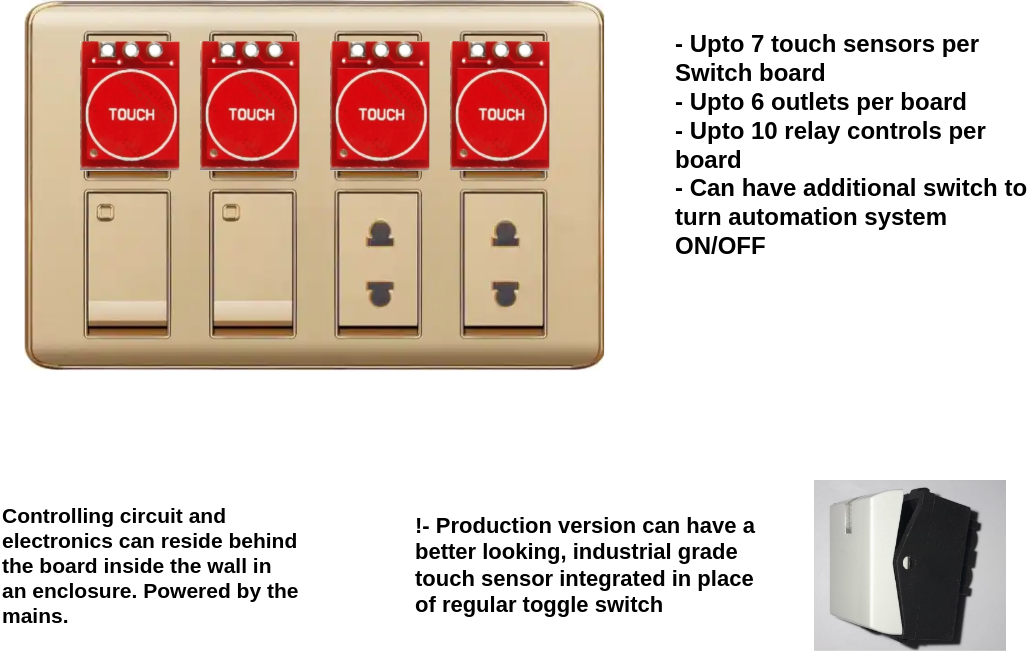 TOUCH TOUCH TOUCH TOUCH
- Upto 7 touch sensors per
Switch board
- Upto 6 outlets per board
- Upto 10 relay controls per
board
- Can have additional switch to
turn automation system
ON/OFF
Controlling circuit and
electronics can reside behind
the board inside the wall in
an enclosure. Powered by the
mains.
!- Production version can have a
better looking, industrial grade
touch sensor integrated in place
of regular toggle switch